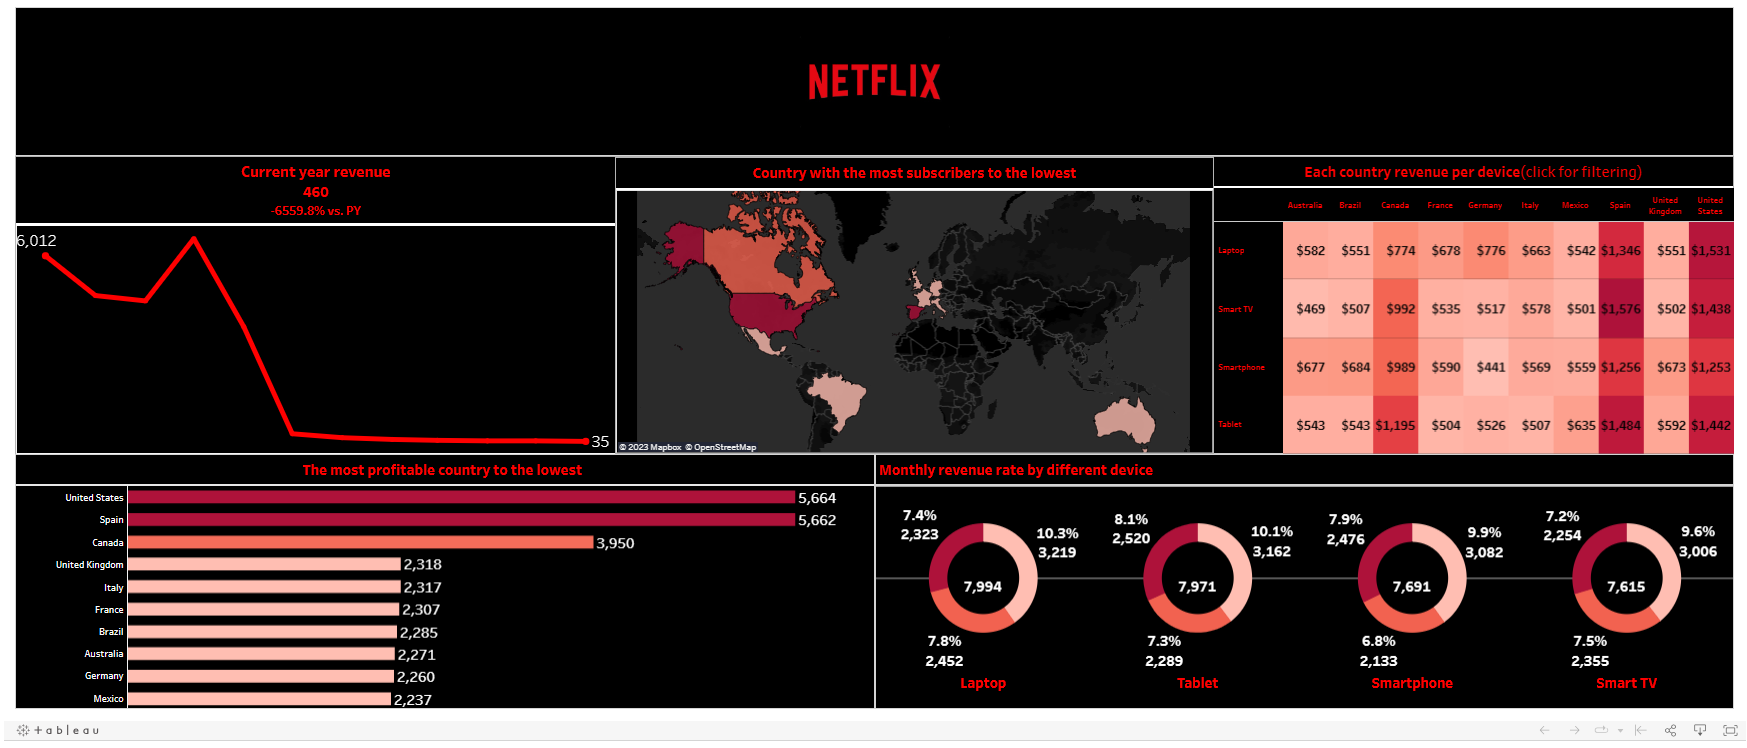 NETFLIX
Current year revenue
460
-6559.8% vs. PY
6,012
35
Country with the most subscribers to the lowest
© 2023 Mapbox © OpenStreetMap
Each country revenue per device(click for filtering)
Australia Brazil Canada France Germany Italy Mexico Spain United Kingdom United States
Laptop $582 $551 $774 $678 $776 $663 $542 $1,346 $551 $1,531
Smart TV $469 $507 $992 $535 $517 $578 $501 $1,576 $502 $1,438
Smartphone $677 $684 $989 $590 $441 $569 $559 $1,256 $673 $1,253
Tablet $543 $543 $1,195 $504 $526 $507 $635 $1,484 $592 $1,442
The most profitable country to the lowest
United States 5,664
Spain 5,662
Canada 3,950
United Kingdom 2,318
Italy 2,317
France 2,307
Brazil 2,285
Australia 2,271
Germany 2,260
Mexico 2,237
Monthly revenue rate by different device
7.4%
2,323
10.3%
3,219
7,994
7.8%
2,452
Laptop
8.1%
2,520
10.1%
3,162
7,971
7.3%
2,289
Tablet
7.9%
2,476
9.9%
3,082
7,691
6.8%
2,133
Smartphone
7.2%
2,254
9.6%
3,006
7,615
7.5%
2,355
Smart TV
+ a b | e a u